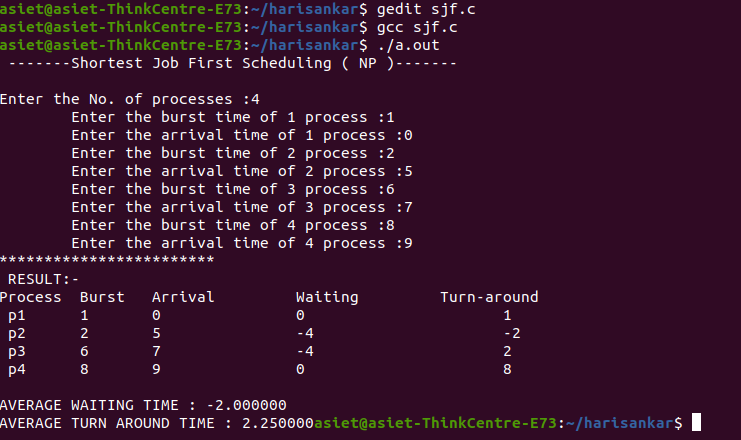 asiet@asiet-ThinkCentre-E73:~/harisankar$ gedit sjf.c
asiet@asiet-ThinkCentre-E73:~/harisankar$ gcc sjf.c
asiet@asiet-ThinkCentre-E73:~/harisankar$ ./a.out
-------Shortest Job First Scheduling ( NP )-------
Enter the No. of processes :4
Enter the burst time of 1 process :1
Enter the arrival time of 1 process :0
Enter the burst time of 2 process :2
Enter the arrival time of 2 process :5
Enter the burst time of 3 process :6
Enter the arrival time of 3 process :7
Enter the burst time of 4 process :8
Enter the arrival time of 4 process :9
************************
RESULT:-
Process Burst Arrival Waiting Turn-around
p1 1 0 0 1
p2 2 5 -4 -2
p3 6 7 -4 2
p4 8 9 0 8
AVERAGE WAITING TIME : -2.000000
AVERAGE TURN AROUND TIME : 2.250000asiet@asiet-ThinkCentre-E73:~/harisankar$